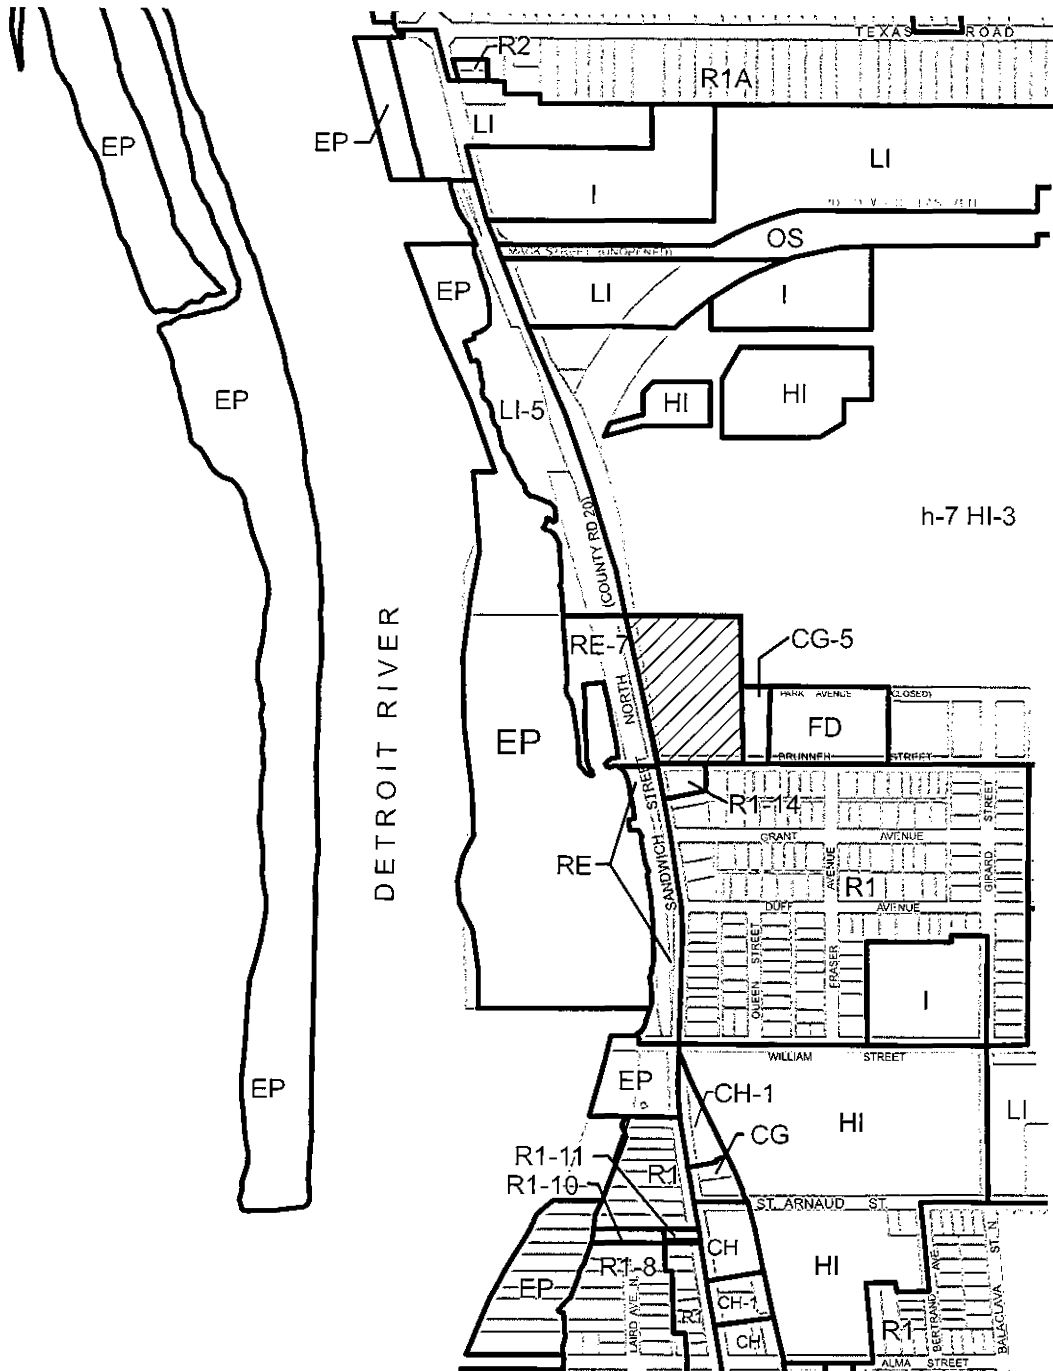 TEXAS ROAD
R2
R1A
EP
EP
LI
LI
I
OS
MACK STREET (UNOPENED)
EP
LI
I
EP
LI-5
HI
HI
h-7 HI-3
(COUNTY RD 20)
DETROIT RIVER
RE-7
NORTH
CG-5
PARK AVENUE (CLOSED)
EP
FD
BRUNNER STREET
R1-14
SANDWICH STREET
GRANT AVENUE
RE
AVENUE
STREET
GIRARD
R1
DUFF AVENUE
QUEEN STREET
FRASER
I
WILLIAM STREET
EP
EP
CH-1
HI
LI
CG
R1-11
R1
R1-10
ST. ARNAUD ST.
CH
R1-8
HI
EP
LAIRD AVE. N.
R1
CH-1
CH
R1
BERTRAND AVE.
BALACLAVA ST. N.
ALMA STREET